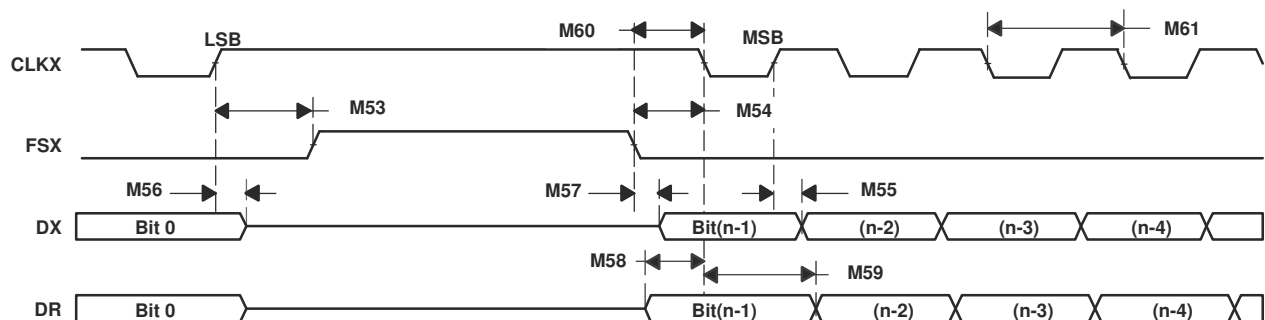 M60
LSB
MSB
M61
CLKX
M53
M54
FSX
M56
M57
M55
DX
Bit 0
Bit(n-1)
(n-2)
(n-3)
(n-4)
M58
M59
DR
Bit 0
Bit(n-1)
(n-2)
(n-3)
(n-4)